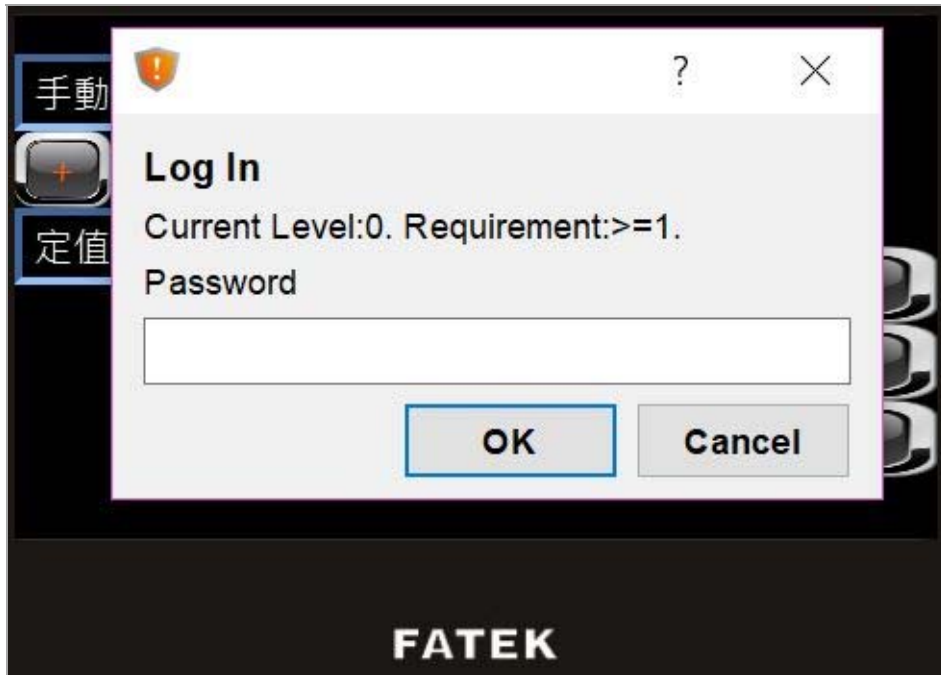 手動
?
Log In
Current Level:0. Requirement:>=1.
定值
Password
OK
Cancel
FATEK